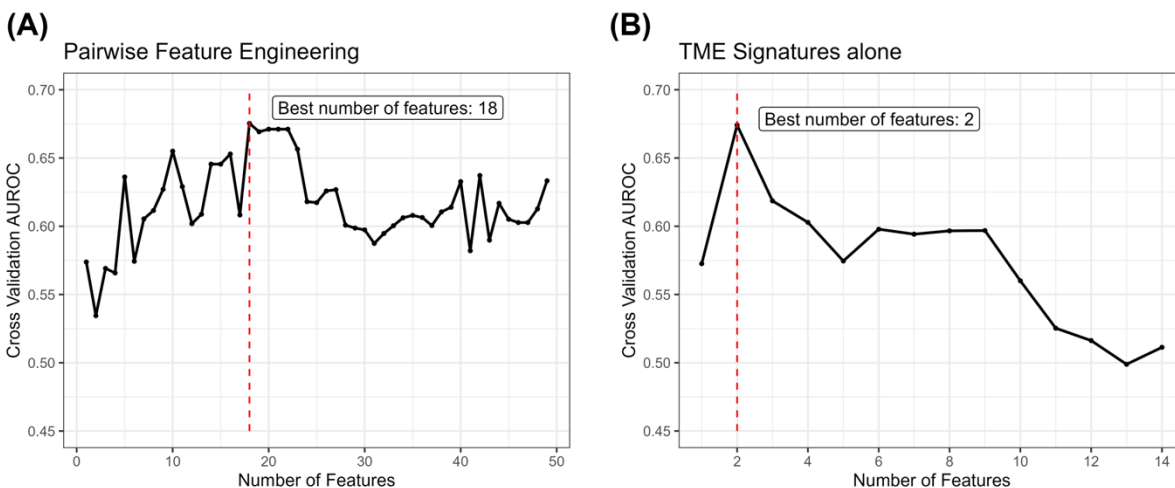 (A)
Pairwise Feature Engineering
Best number of features: 18
Cross Validation AUROC
0.70
0.65
0.60
0.55
0.50
0.45
0
10
20
30
40
50
Number of Features
(B)
TME Signatures alone
Best number of features: 2
Cross Validation AUROC
0.70
0.65
0.60
0.55
0.50
0.45
2
4
6
8
10
12
14
Number of Features